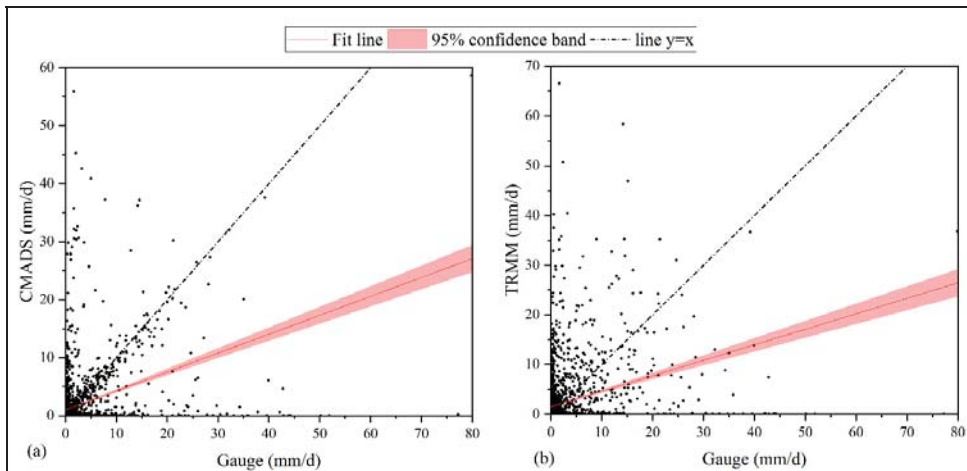 Fit line 95% confidence band line y=x
60
50
40
30
20
10
0
CMADS (mm/d)
0 10 20 30 40 50 60 70 80
(a) Gauge (mm/d)
70
60
50
40
30
20
10
0
TRMM (mm/d)
0 10 20 30 40 50 60 70 80
(b) Gauge (mm/d)